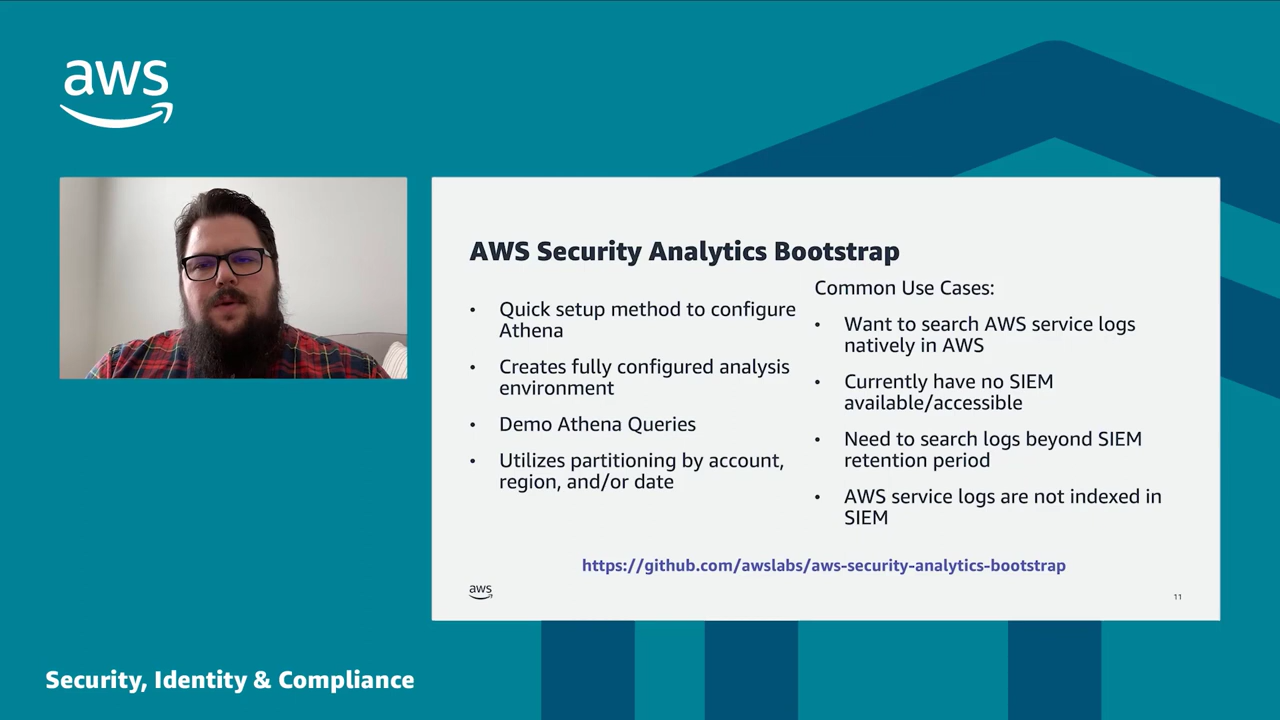 aws
AWS Security Analytics Bootstrap
• Quick setup method to configure
Athena
• Creates fully configured analysis
environment
• Demo Athena Queries
• Utilizes partitioning by account,
region, and/or date
Common Use Cases:
• Want to search AWS service logs
natively in AWS
• Currently have no SIEM
available/accessible
• Need to search logs beyond SIEM
retention period
• AWS service logs are not indexed in
SIEM
https://github.com/awslabs/aws-security-analytics-bootstrap
aws
11
Security, Identity & Compliance